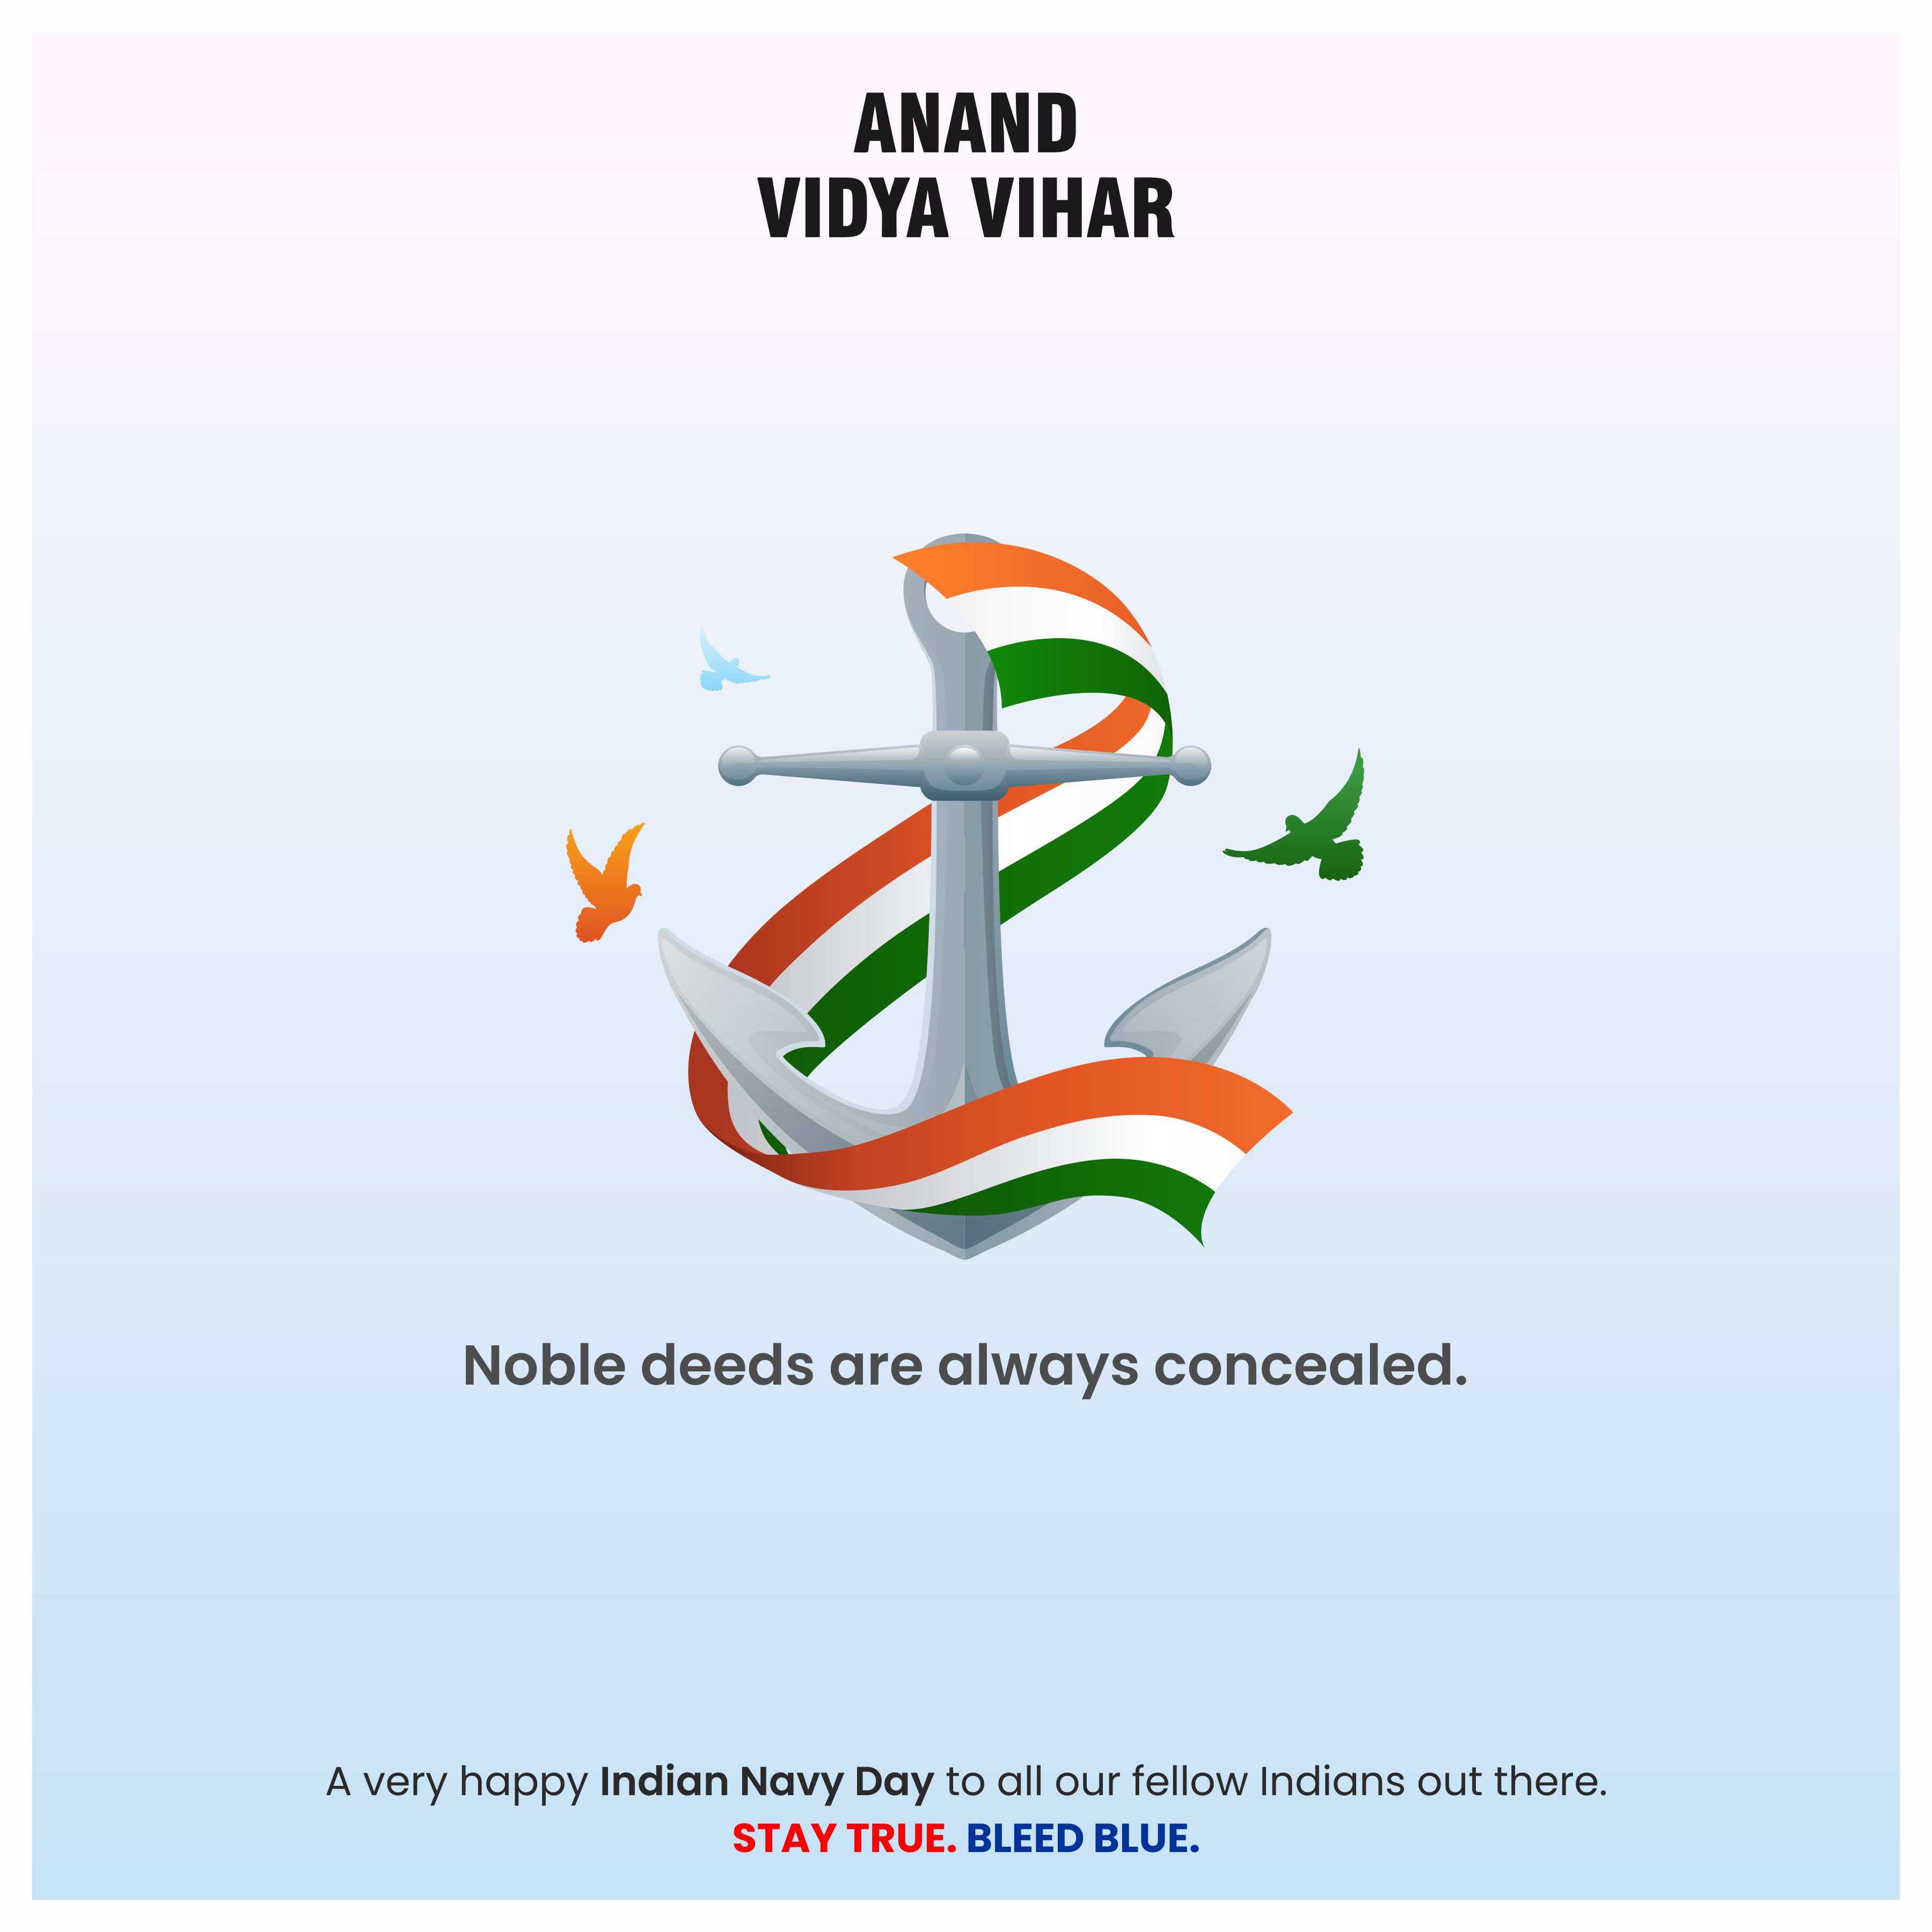 ANAND
VIDYA VIHAR
Noble deeds are always concealed.
A very happy Indian Navy Day to all our fellow Indians out there.
STAY TRUE. BLEED BLUE.